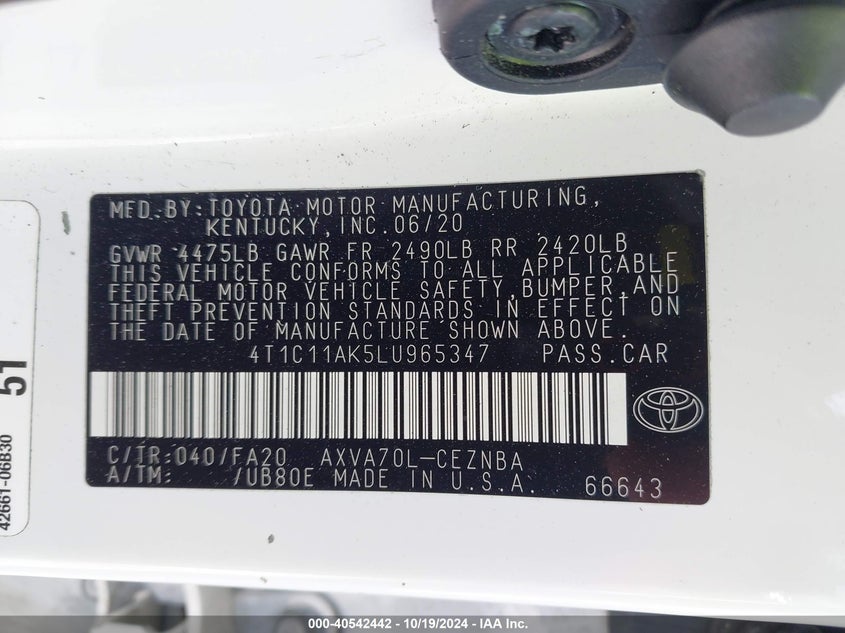 MFD.BY:TOYOTA MOTOR MANUFACTURING,
KENTUCKY,INC.06/20
GVWR 4475LB GAWR FR 2490LB RR 2420LB
THIS VEHICLE CONFORMS TO ALL APPLICABLE
FEDERAL MOTOR VEHICLE SAFETY,BUMPER,AND
THEFT PREVENTION STANDARDS IN EFFECT ON
THE DATE OF MANUFACTURE SHOWN ABOVE.
4T1C11AK5LU965347 PASS.CAR
C/TR:040/FA20 AXVA70L-CEZNBA
A/TM: /UB80E MADE IN U.S.A. 66643
51
42661-06B30
000-40542442 / 10/19/2024 - IAA Inc.